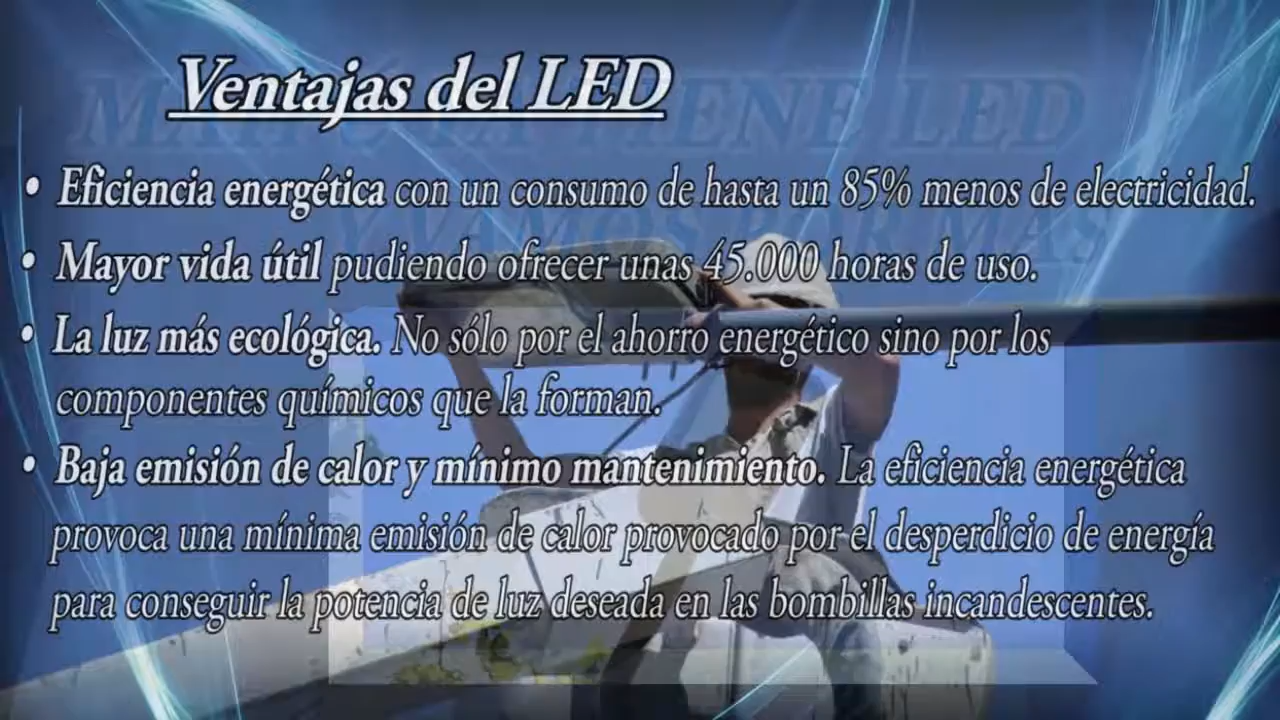 Ventajas del LED
• Eficiencia energética con un consumo de hasta un 85% menos de electricidad.
• Mayor vida útil pudiendo ofrecer unas 45.000 horas de uso.
• La luz más ecológica. No sólo por el ahorro energético sino por los
componentes químicos que la forman.
• Baja emisión de calor y mínimo mantenimiento. La eficiencia energética
provoca una mínima emisión de calor provocado por el desperdicio de energía
para conseguir la potencia de luz deseada en las bombillas incandescentes.